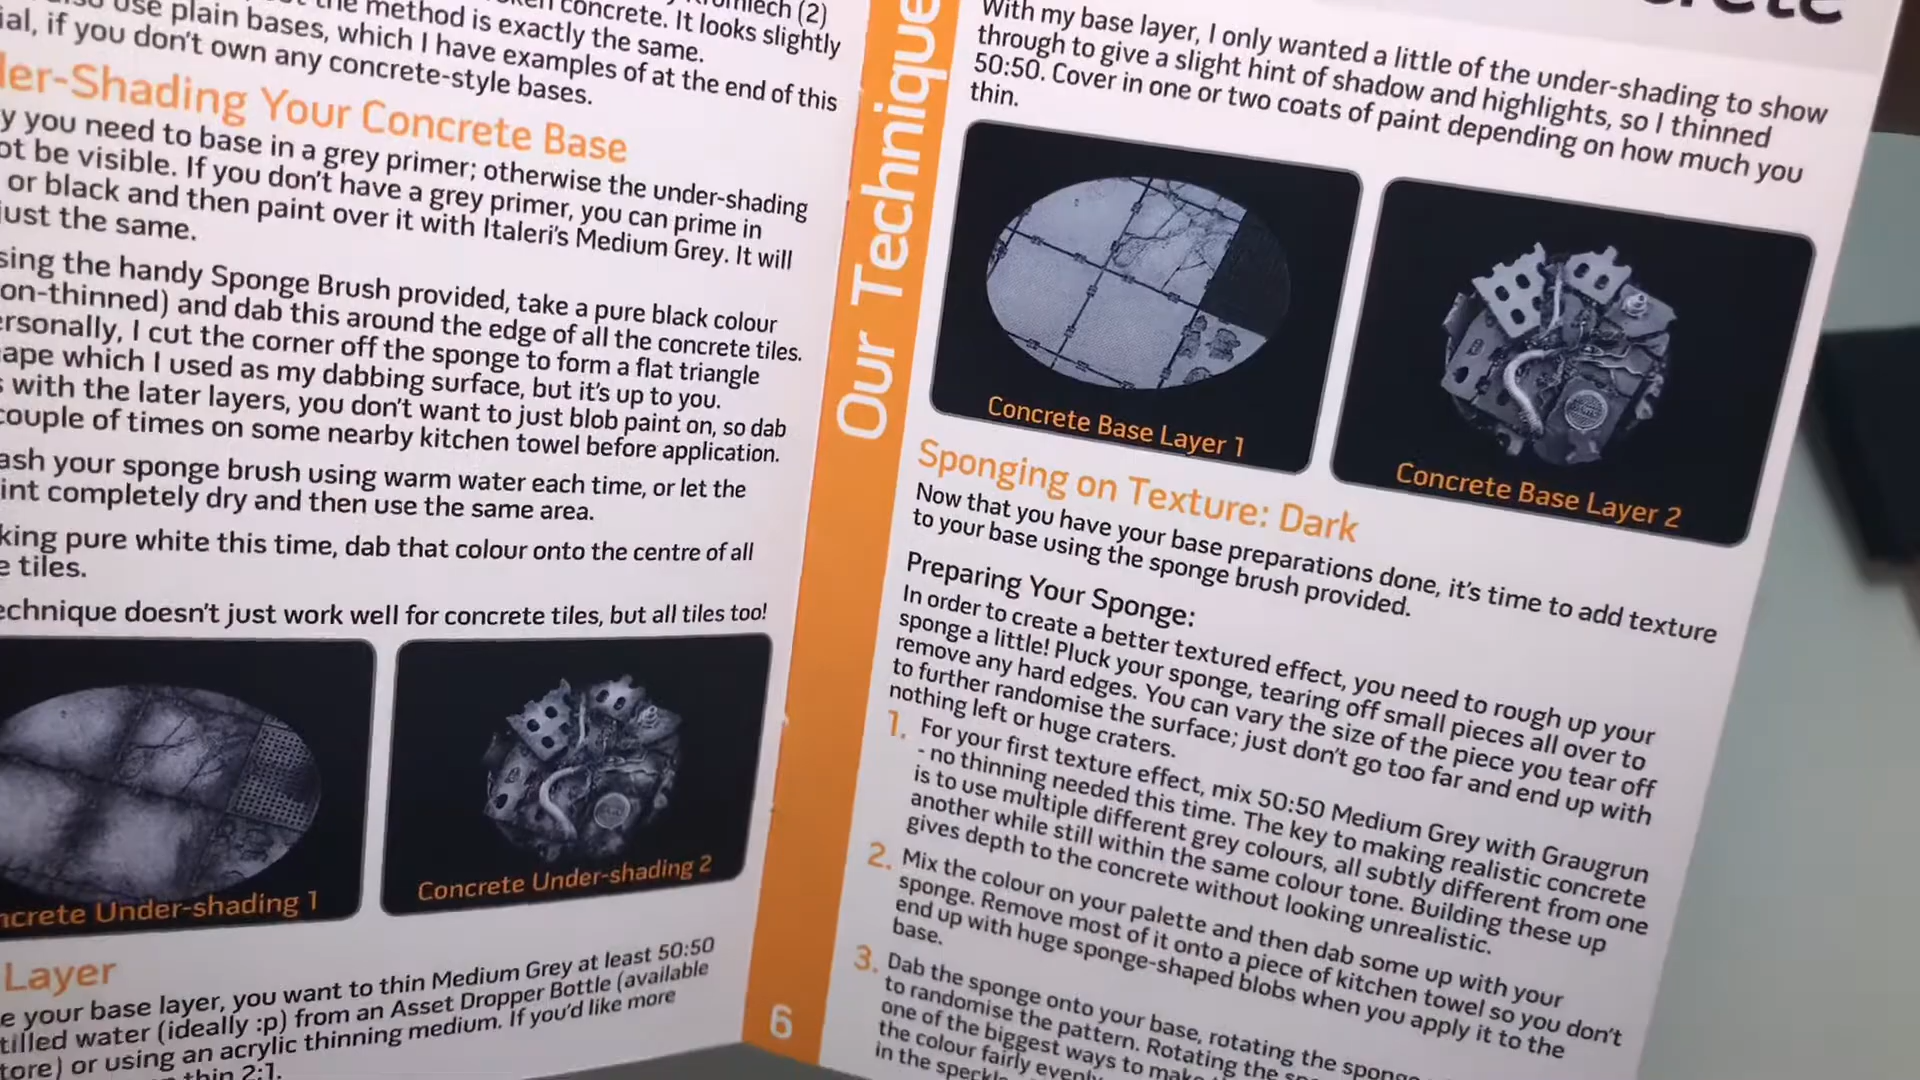 also use plain bases, which I have examples of at the end of this
if you don't own any concrete-style bases.
the method is exactly the same.
concrete. It looks slightly
(2)
Shading Your Concrete Base
you need to base in a grey primer; otherwise the under-shading
be visible. If you don't have a grey primer, you can prime in
or black and then paint over it with Italeri's Medium Grey. It will
just the same.
the handy Sponge Brush provided, take a pure black colour
and dab this around the edge of all the concrete tiles.
I cut the corner off the sponge to form a flat triangle
which I used as my dabbing surface, but it's up to you.
with the later layers, you don't want to just blob paint on, so dab
couple of times on some nearby kitchen towel before application.
your sponge brush using warm water each time, or let the
completely dry and then use the same area.
pure white this time, dab that colour onto the centre of all
tiles.
doesn't just work well for concrete tiles, but all tiles too!
Under-shading 1
Concrete Under-shading 2
Layer
your base layer, you want to thin Medium Grey at least 50:50
water (ideally :p) from an Asset Dropper Bottle (available
or using an acrylic thinning medium. If you'd like more
thin 2:1.
Our Technique
6
With my base layer, I only wanted a little of the under-shading to show
through to give a slight hint of shadow and highlights, so I thinned
50:50. Cover in one or two coats of paint depending on how much you
thin.
Concrete Base Layer 1
Concrete Base Layer 2
Sponging on Texture: Dark
Now that you have your base preparations done, it's time to add texture
to your base using the sponge brush provided.
Preparing Your Sponge:
In order to create a better textured effect, you need to rough up your
sponge a little! Pluck your sponge, tearing off small pieces all over to
remove any hard edges. You can vary the size of the piece you tear off
to further randomise the surface; just don't go too far and end up with
nothing left or huge craters.
1. For your first texture effect, mix 50:50 Medium Grey with Graugrun
- no thinning needed this time. The key to making realistic concrete
is to use multiple different grey colours, all subtly different from one
another while still within the same colour tone. Building these up
gives depth to the concrete without looking unrealistic.
2. Mix the colour on your palette and then dab some up with your
sponge. Remove most of it onto a piece of kitchen towel so you don't
end up with huge sponge-shaped blobs when you apply it to the
base.
3. Dab the sponge onto your base, rotating the
to randomise the pattern. Rotating the
one of the biggest ways to
the colour fairly
in the